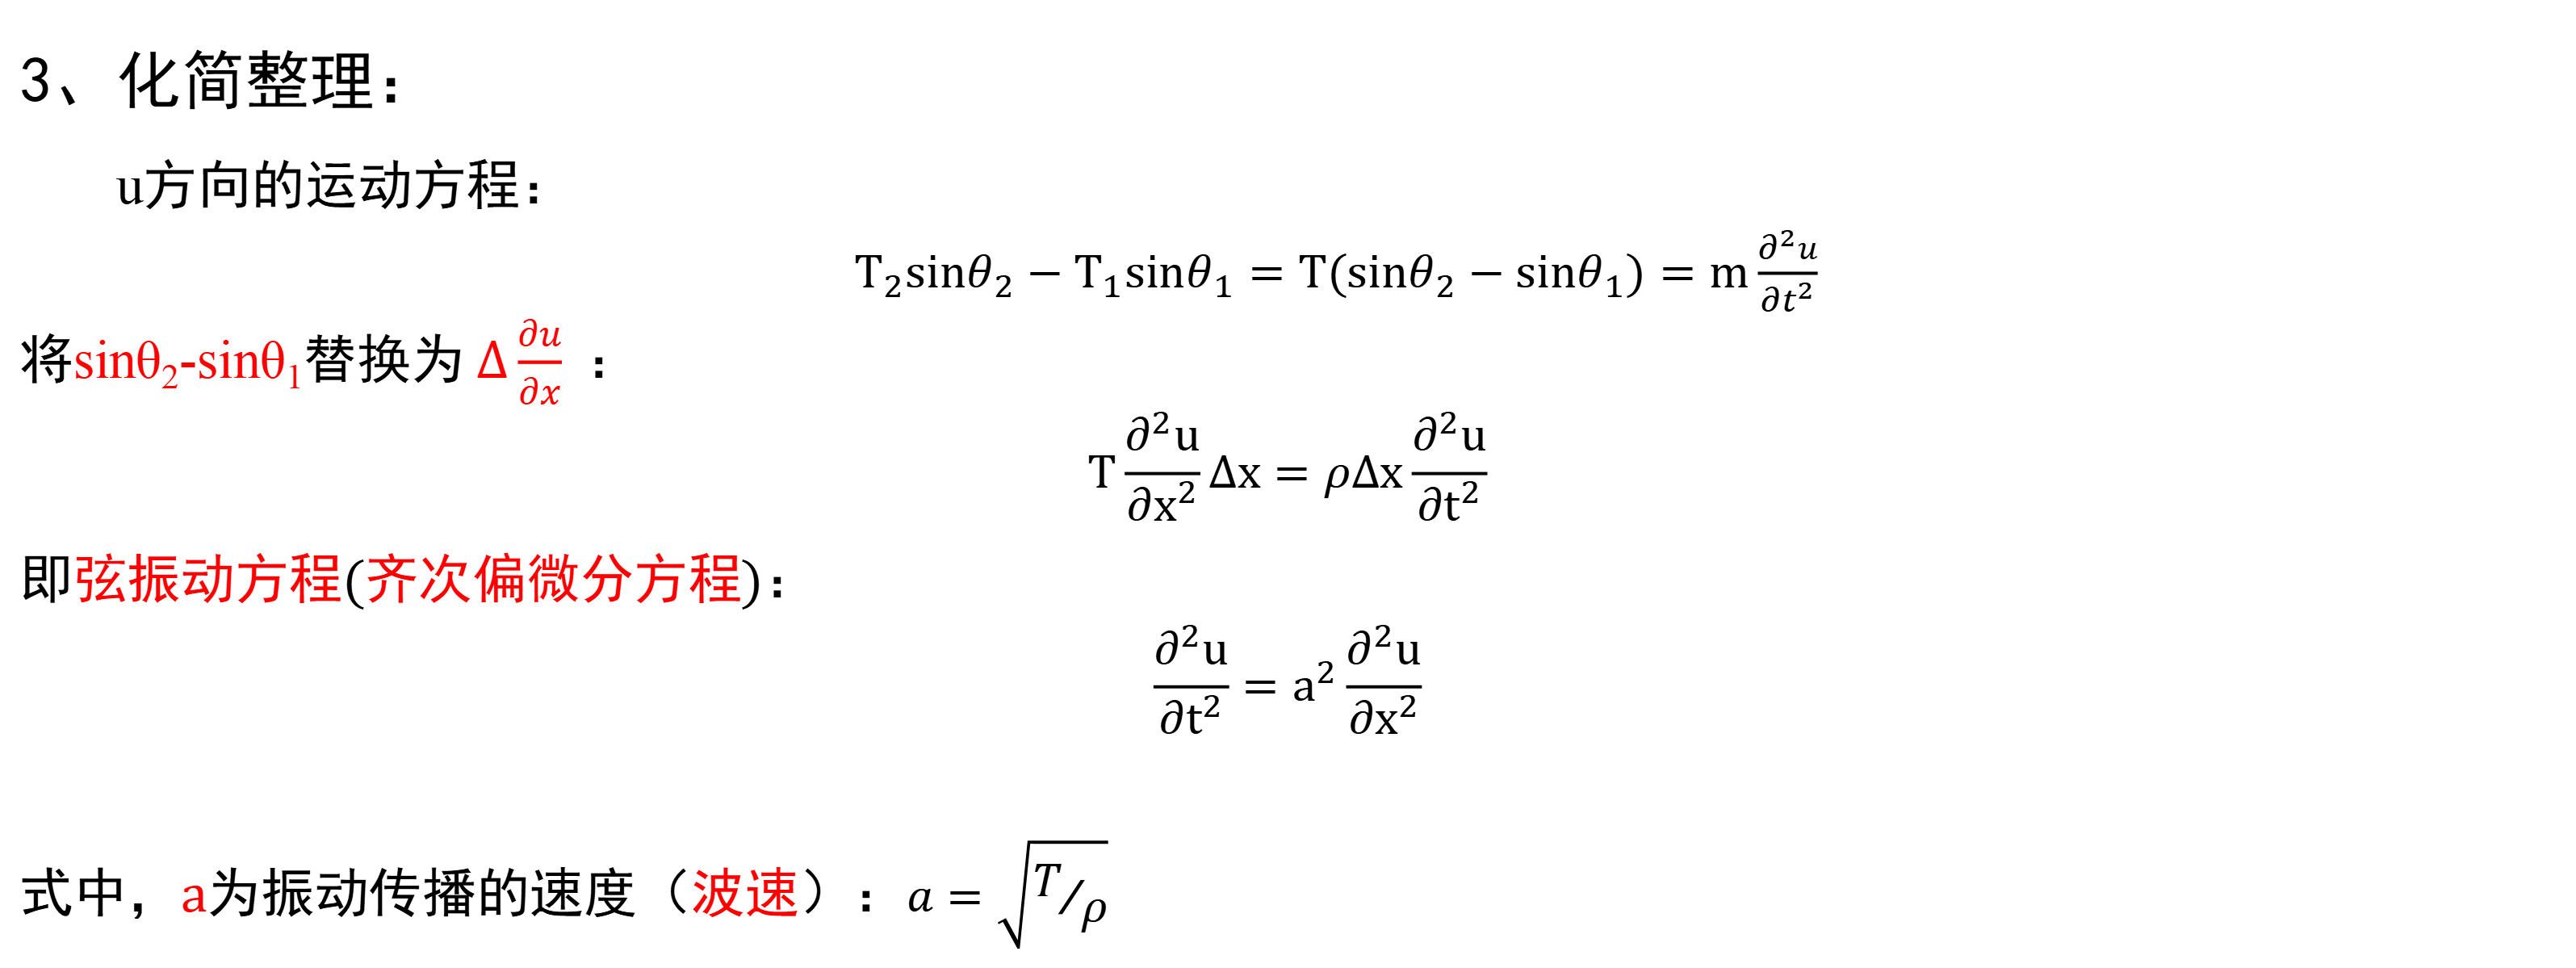 3、化简整理：
u方向的运动方程：
T₂sinθ₂ − T₁sinθ₁ = T(sinθ₂ − sinθ₁) = m ∂²u/∂t²
将sinθ₂-sinθ₁替换为 Δ ∂u/∂x ：
T ∂²u/∂x² Δx = ρΔx ∂²u/∂t²
即弦振动方程(齐次偏微分方程)：
∂²u/∂t² = a² ∂²u/∂x²
式中，a为振动传播的速度（波速）：a = √(T/ρ)